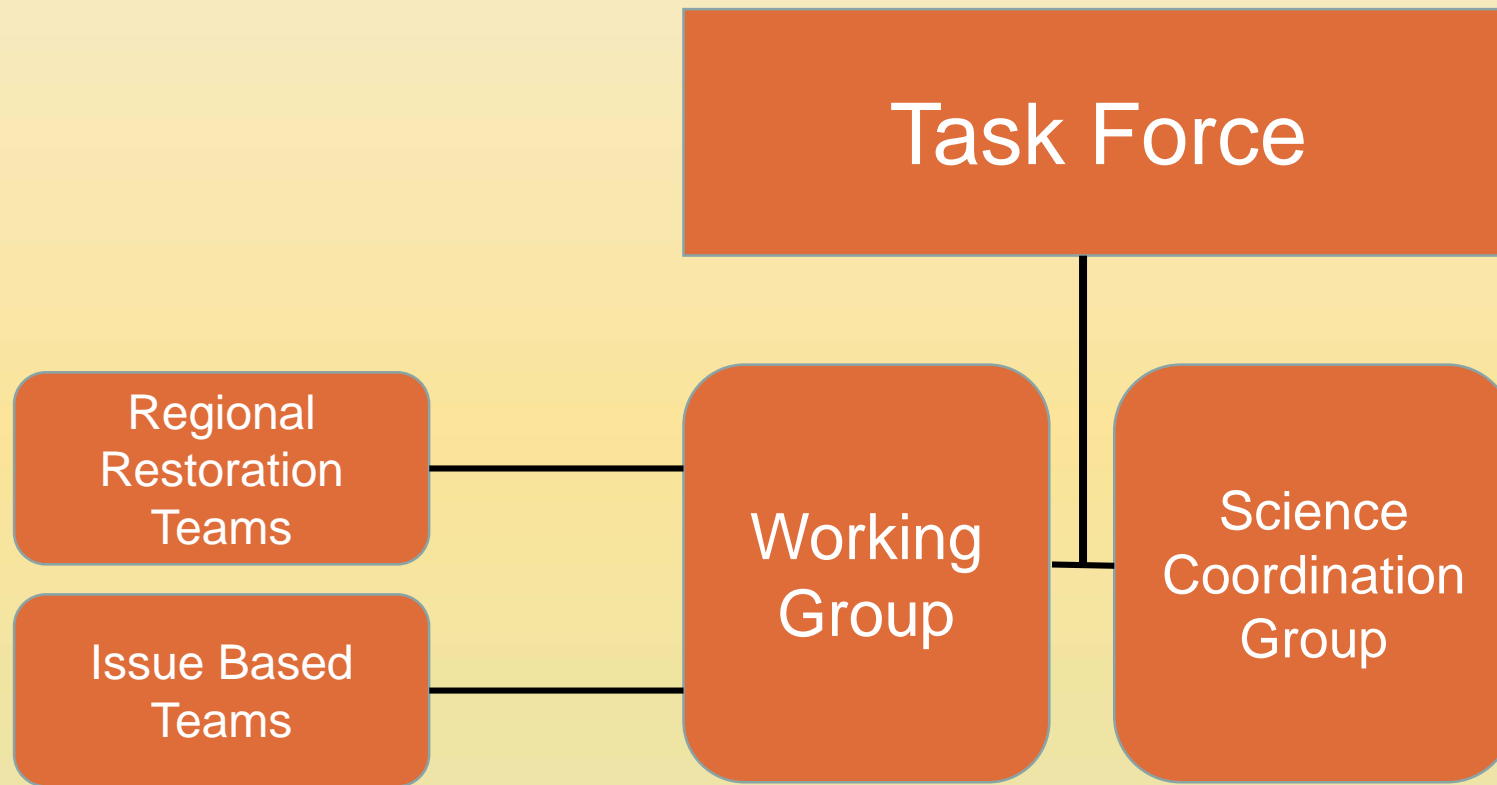 Task Force
Regional
Restoration
Teams
Working
Group
Science
Coordination
Group
Issue Based
Teams